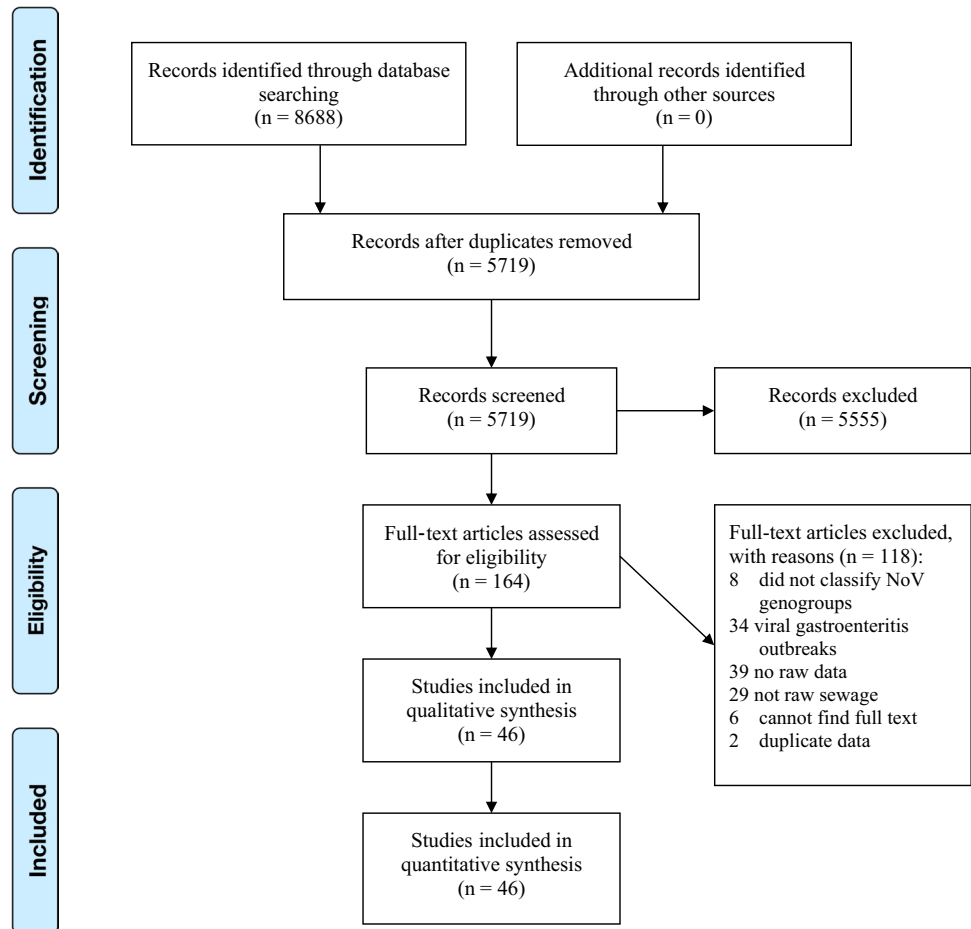 Identification
Records identified through database
searching
(n = 8688)
Additional records identified
through other sources
(n = 0)
Records after duplicates removed
(n = 5719)
Screening
Records screened
(n = 5719)
Records excluded
(n = 5555)
Eligibility
Full-text articles assessed
for eligibility
(n = 164)
Full-text articles excluded,
with reasons (n = 118):
8 did not classify NoV
genogroups
34 viral gastroenteritis
outbreaks
39 no raw data
29 not raw sewage
6 cannot find full text
2 duplicate data
Studies included in
qualitative synthesis
(n = 46)
Included
Studies included in
quantitative synthesis
(n = 46)